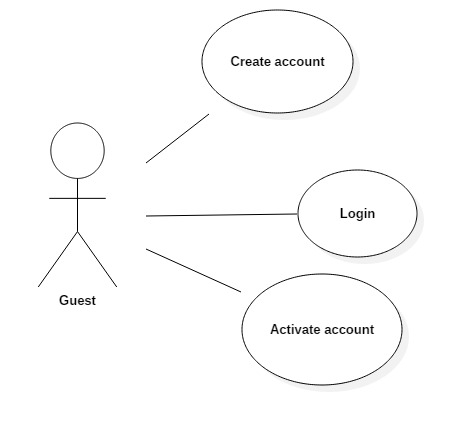 Create account
Login
Guest
Activate account